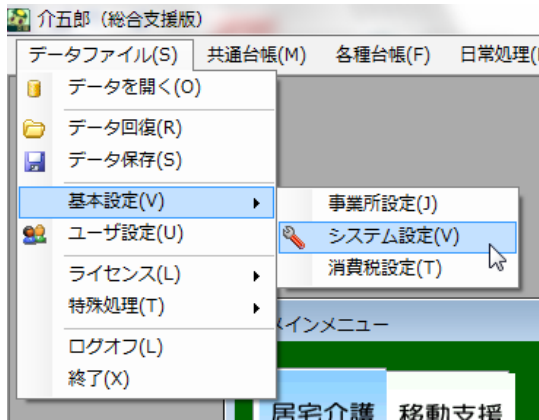 介五郎（総合支援版）
データファイル(S) 共通台帳(M) 各種台帳(F) 日常処理(
データを開く(O)
データ回復(R)
データ保存(S)
基本設定(V)
事業所設定(J)
ユーザ設定(U)
システム設定(V)
ライセンス(L)
消費税設定(T)
特殊処理(T)
インメニュー
ログオフ(L)
終了(X)
居宅介護 移動支援